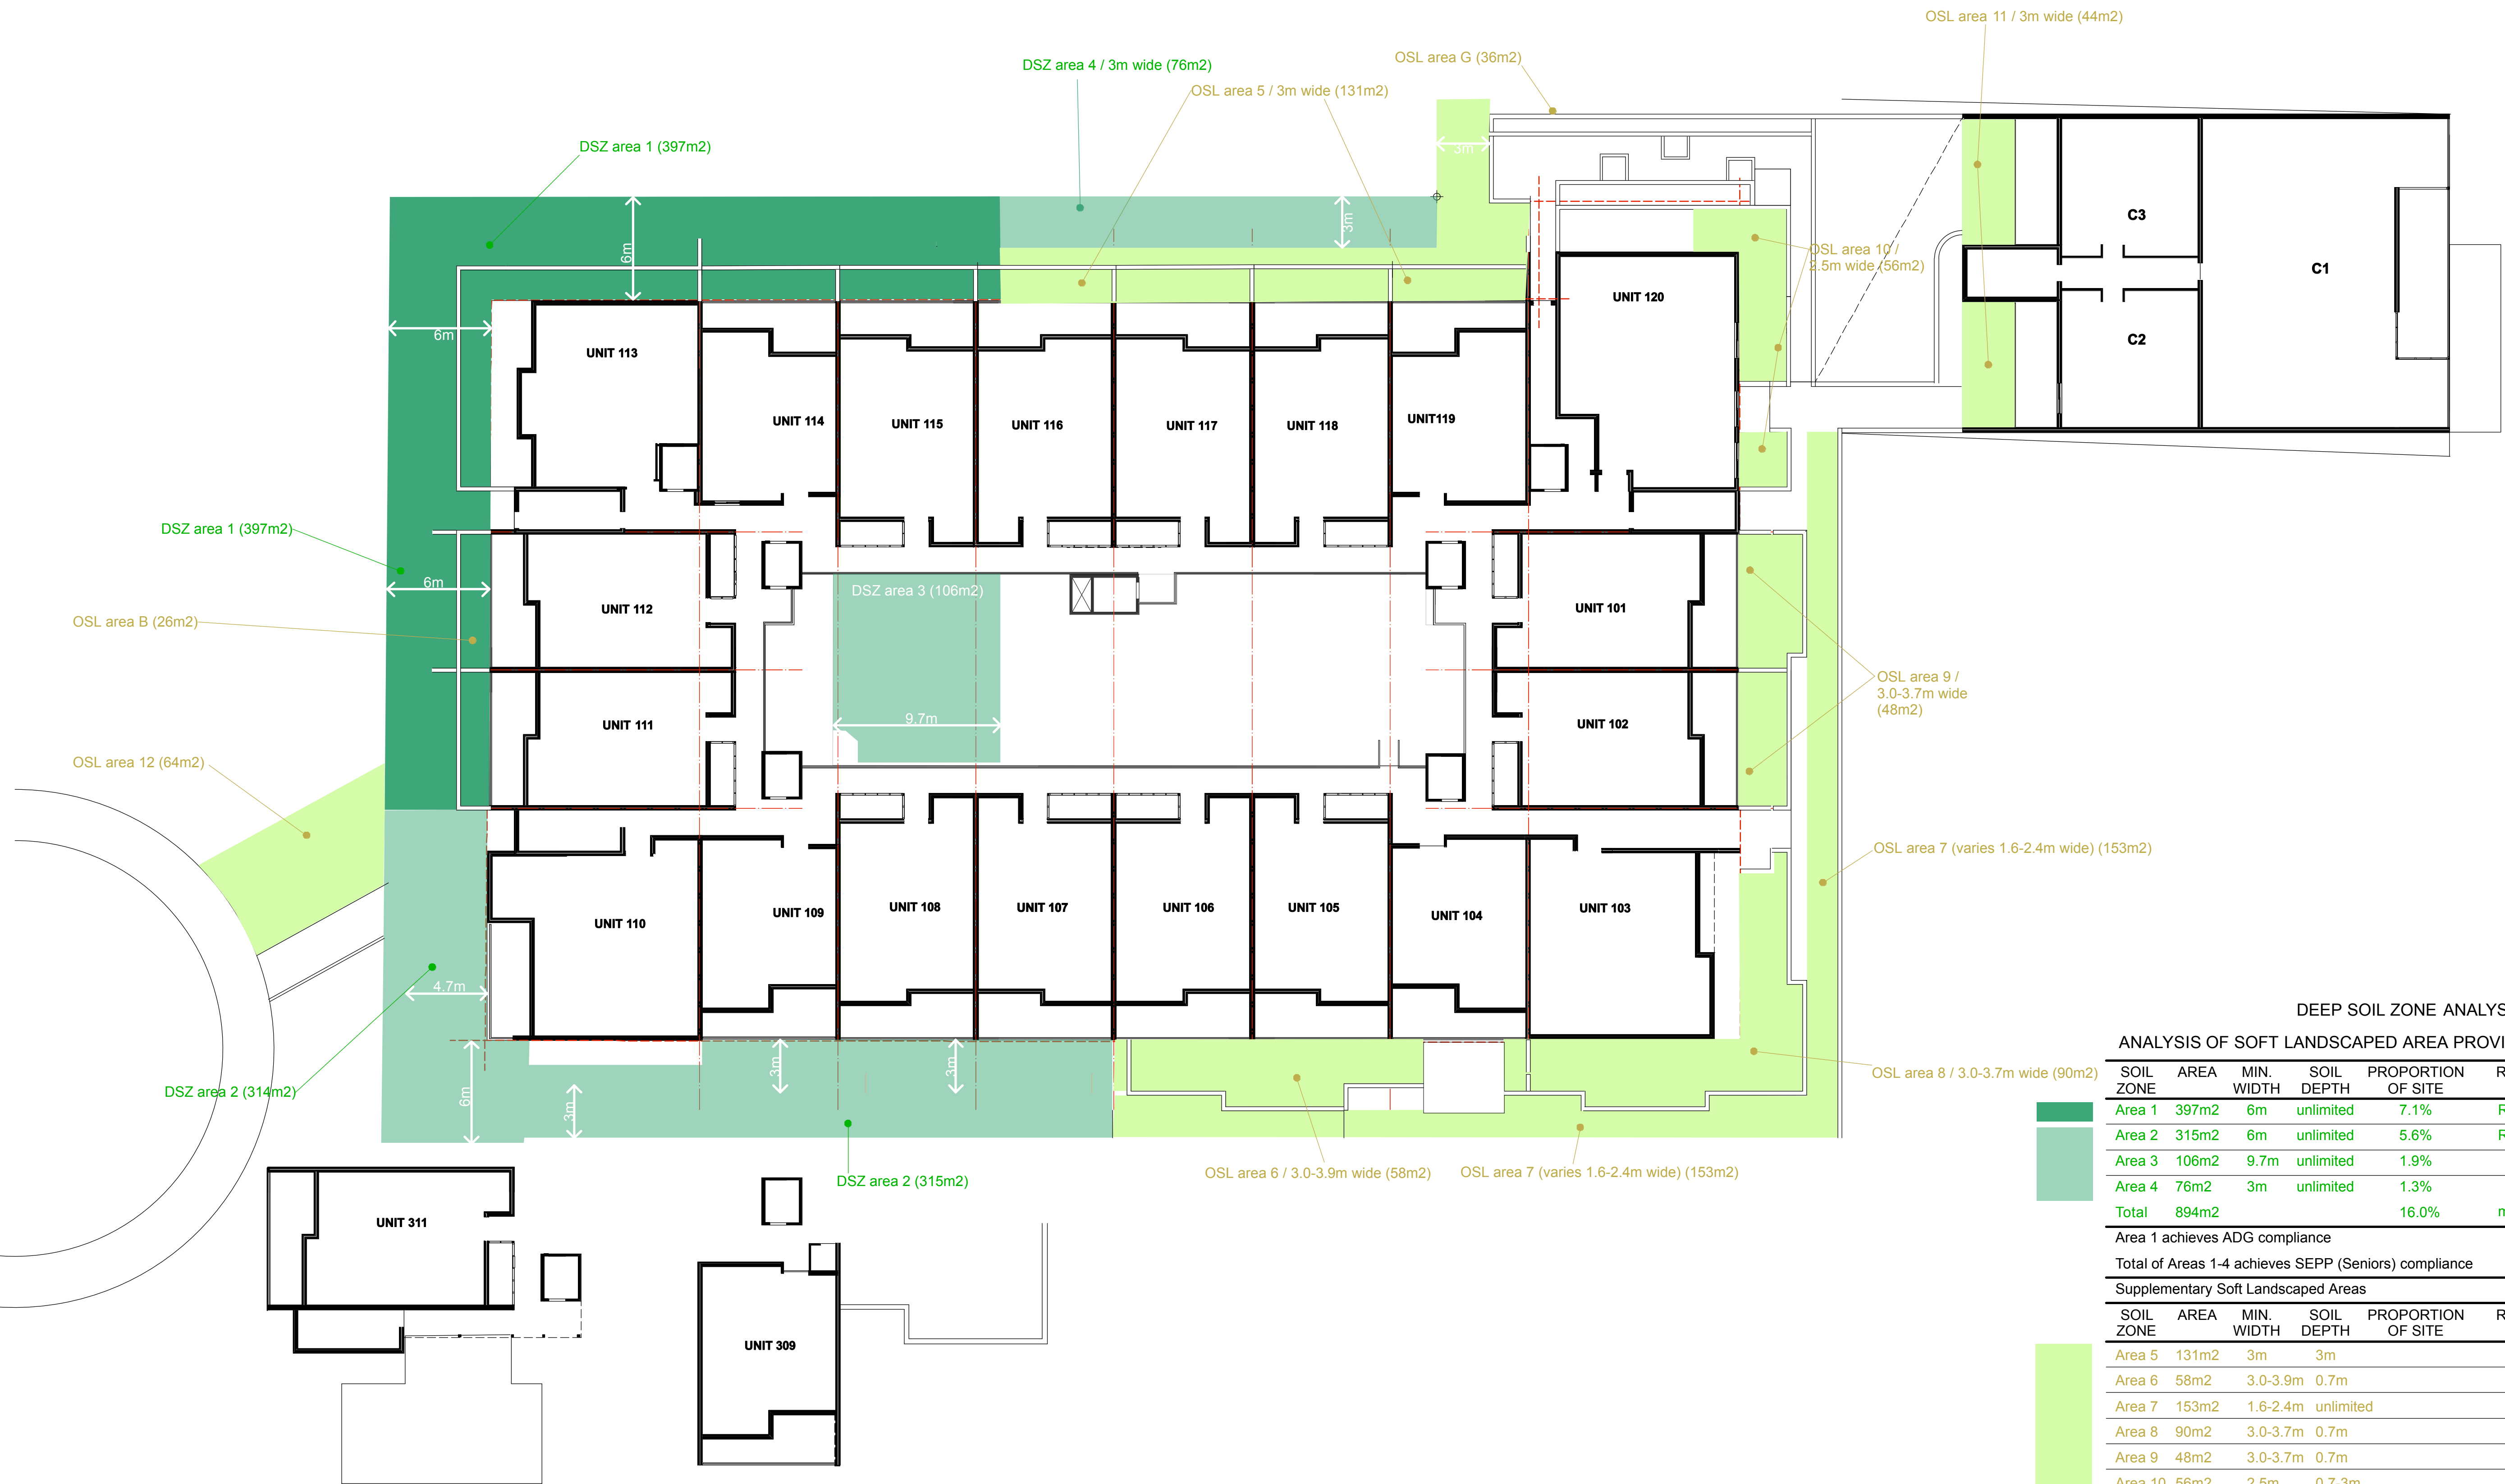 OSL area 11 / 3m wide (44m2)
OSL area G (36m2)
DSZ area 4 / 3m wide (76m2)
OSL area 5 / 3m wide (131m2)
DSZ area 1 (397m2)
3m
3m
6m
OSL area 10 /
2.5m wide (56m2)
C3
C1
C2
UNIT 120
6m
UNIT 113
UNIT 114
UNIT 115
UNIT 116
UNIT 117
UNIT 118
UNIT119
DSZ area 1 (397m2)
6m
DSZ area 3 (106m2)
OSL area B (26m2)
UNIT 112
UNIT 101
OSL area 9 /
3.0-3.7m wide
(48m2)
UNIT 111
9.7m
UNIT 102
OSL area 12 (64m2)
OSL area 7 (varies 1.6-2.4m wide) (153m2)
UNIT 110
UNIT 109
UNIT 108
UNIT 107
UNIT 106
UNIT 105
UNIT 104
UNIT 103
4.7m
DSZ area 2 (314m2)
6m
3m
3m
3m
OSL area 8 / 3.0-3.7m wide (90m2)
DSZ area 2 (315m2)
OSL area 6 / 3.0-3.9m wide (58m2)
OSL area 7 (varies 1.6-2.4m wide) (153m2)
UNIT 311
UNIT 309
DEEP SOIL ZONE ANALYS
ANALYSIS OF SOFT LANDSCAPED AREA PROVI
SOIL AREA MIN. SOIL PROPORTION R
ZONE WIDTH DEPTH OF SITE
Area 1 397m2 6m unlimited 7.1% R
Area 2 315m2 6m unlimited 5.6% R
Area 3 106m2 9.7m unlimited 1.9%
Area 4 76m2 3m unlimited 1.3%
Total 894m2 16.0%
Area 1 achieves ADG compliance
Total of Areas 1-4 achieves SEPP (Seniors) compliance
Supplementary Soft Landscaped Areas
SOIL AREA MIN. SOIL PROPORTION R
ZONE WIDTH DEPTH OF SITE
Area 5 131m2 3m 3m
Area 6 58m2 3.0-3.9m 0.7m
Area 7 153m2 1.6-2.4m unlimited
Area 8 90m2 3.0-3.7m 0.7m
Area 9 48m2 3.0-3.7m 0.7m
Area 10 56m2 2.5m 0.7-3m